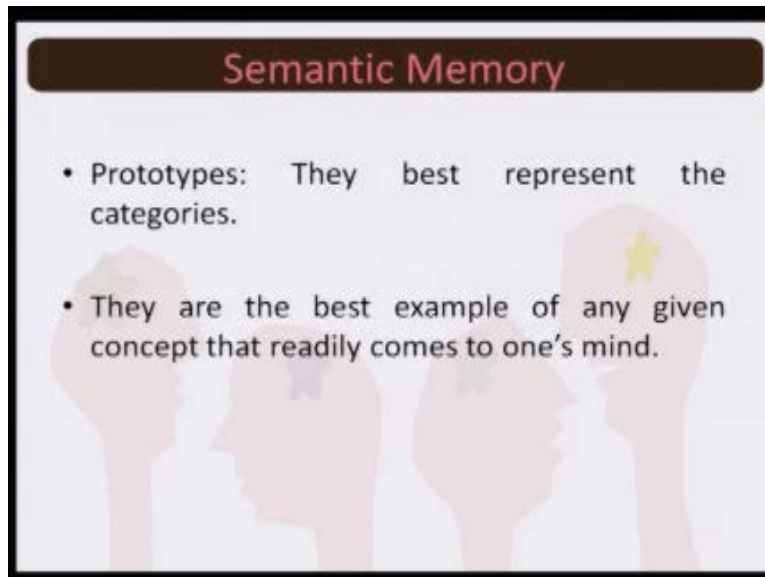 Semantic Memory
• Prototypes: They best represent the
categories.
• They are the best example of any given
concept that readily comes to one's mind.